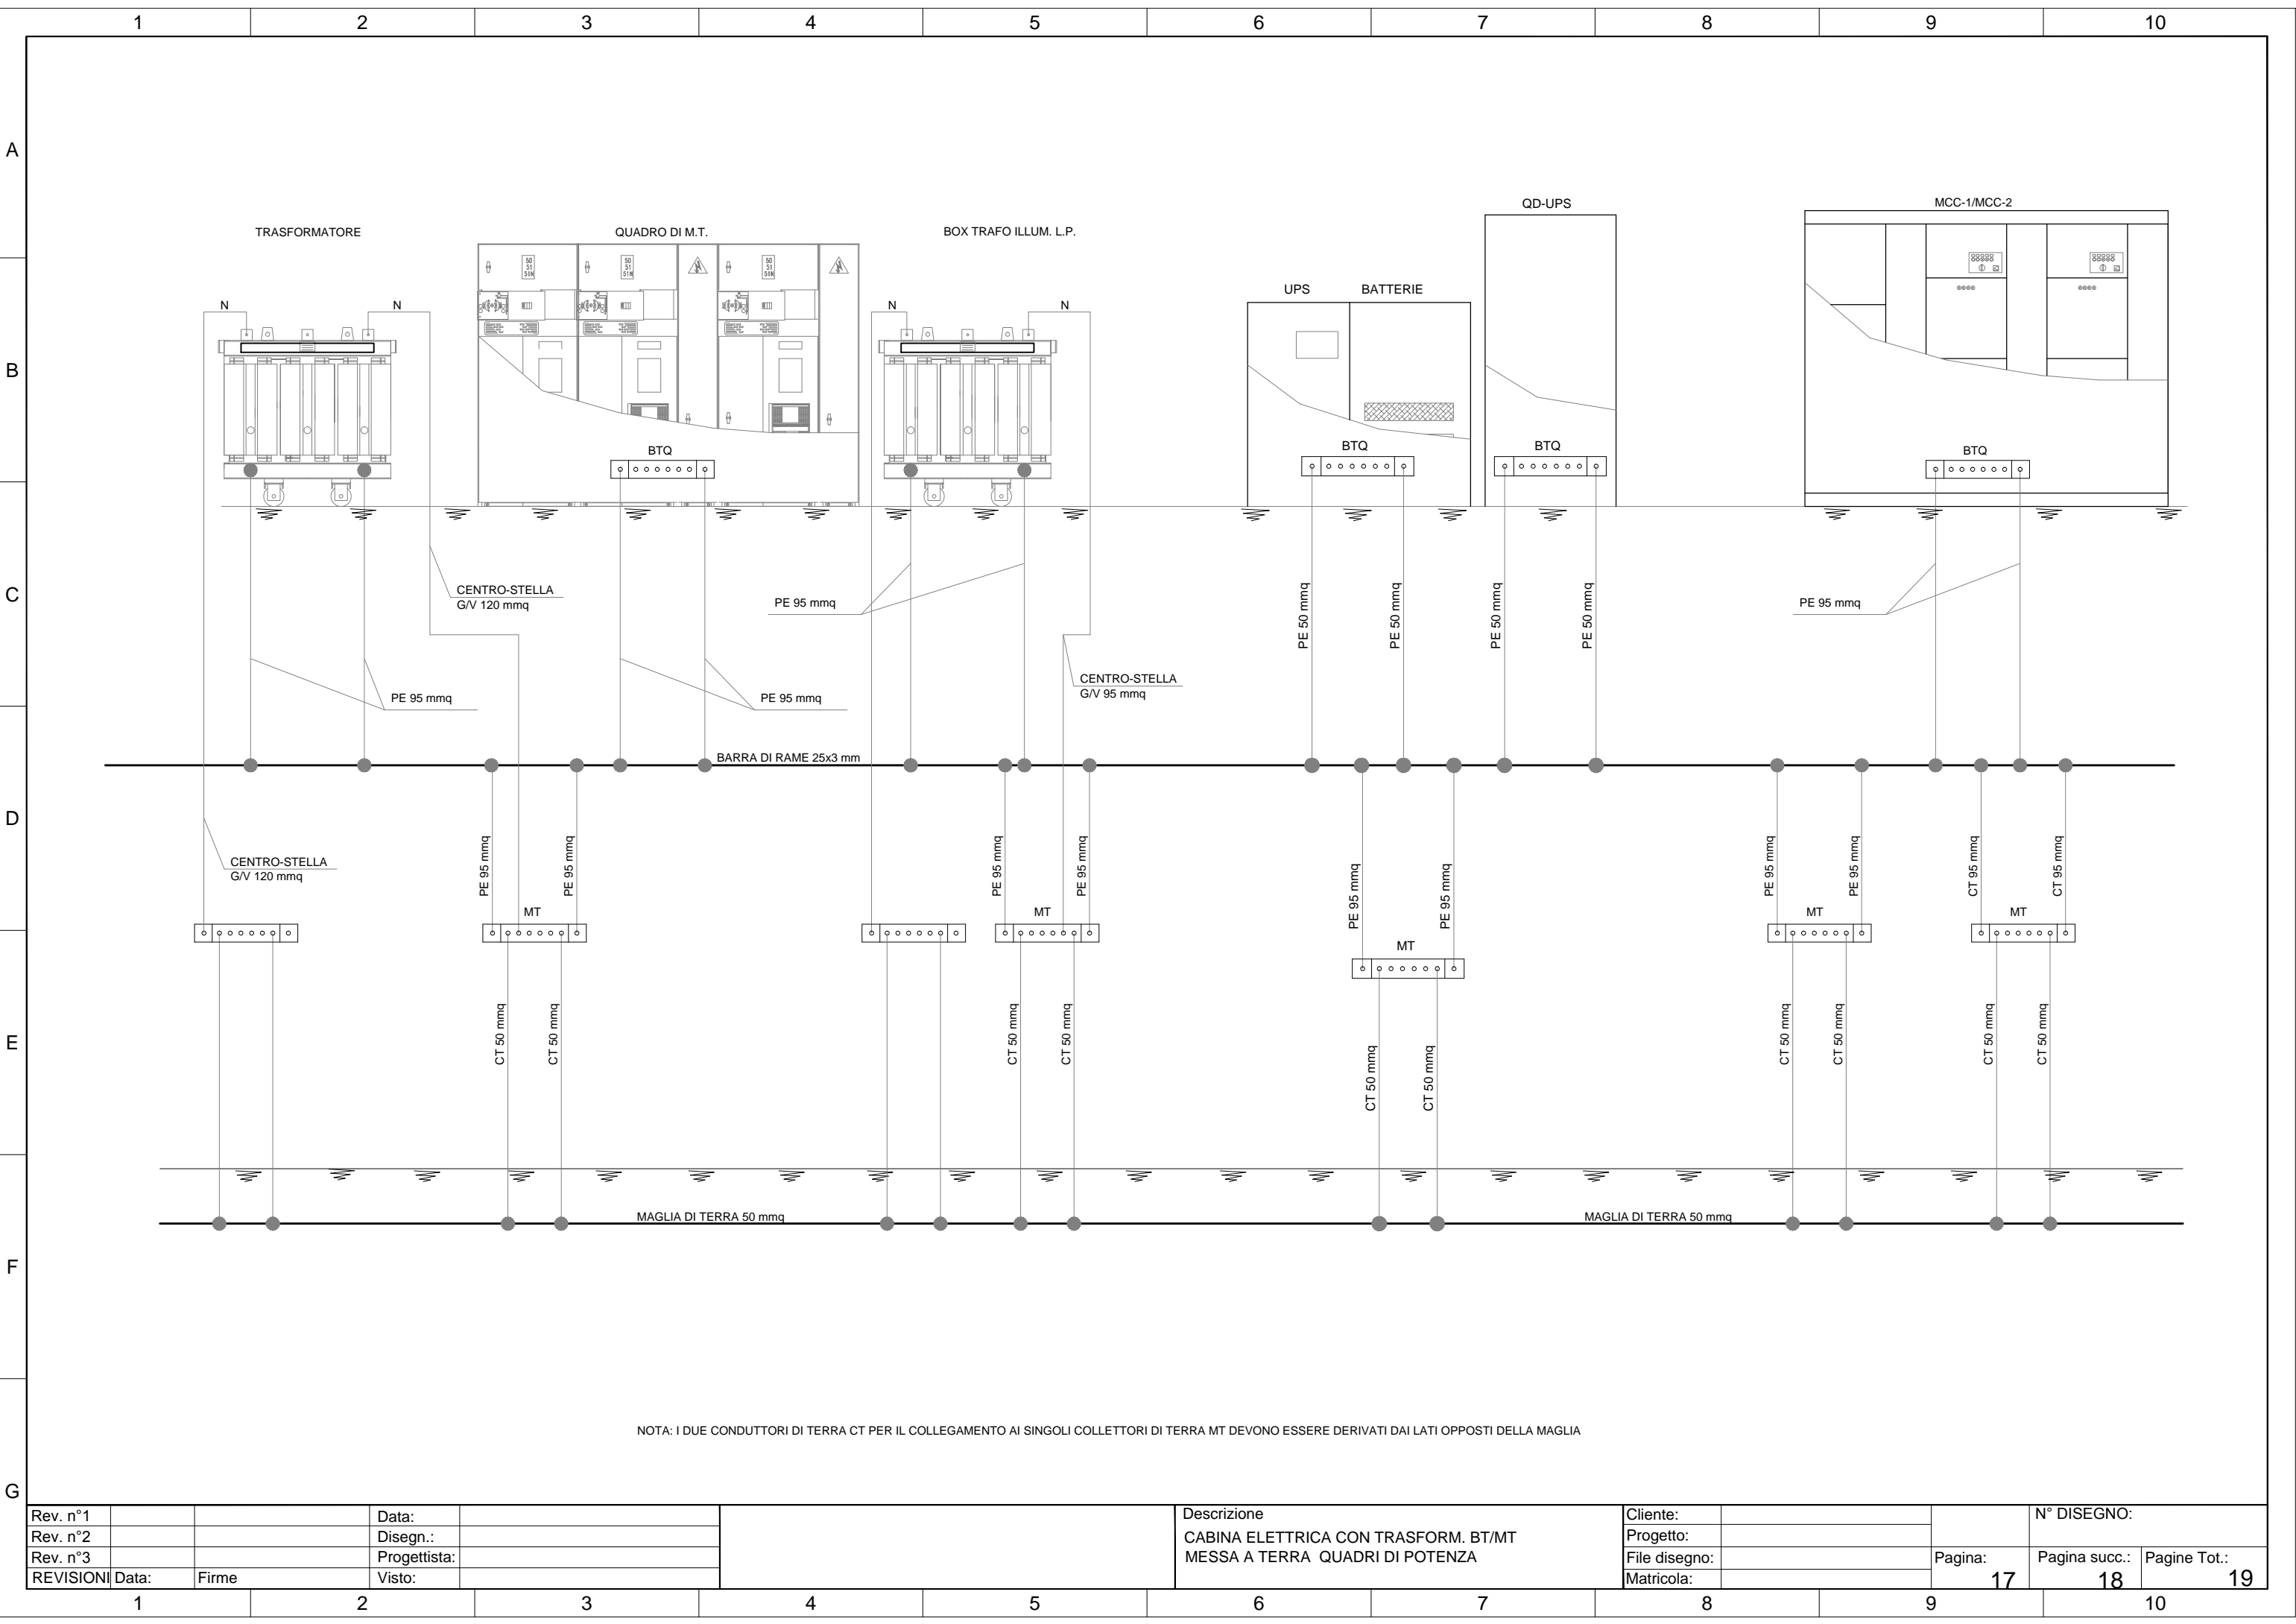 1 2 3 4 5 6 7 8 9 10
A
QD-UPS
MCC-1/MCC-2
TRASFORMATORE
QUADRO DI M.T.
BOX TRAFO ILLUM. L.P.
50
51
51N
50
51
51N
50
51
51N
UPS
BATTERIE
N
N
N
N
B
BTQ
BTQ
BTQ
BTQ
C
CENTRO-STELLA
G/V 120 mmq
PE 95 mmq
PE 50 mmq
PE 50 mmq
PE 50 mmq
PE 50 mmq
PE 95 mmq
CENTRO-STELLA
G/V 95 mmq
PE 95 mmq
PE 95 mmq
BARRA DI RAME 25x3 mm
D
CENTRO-STELLA
G/V 120 mmq
PE 95 mmq
PE 95 mmq
PE 95 mmq
PE 95 mmq
PE 95 mmq
PE 95 mmq
PE 95 mmq
PE 95 mmq
CT 95 mmq
CT 95 mmq
MT
MT
MT
MT
MT
E
CT 50 mmq
CT 50 mmq
CT 50 mmq
CT 50 mmq
CT 50 mmq
CT 50 mmq
CT 50 mmq
CT 50 mmq
CT 50 mmq
CT 50 mmq
MAGLIA DI TERRA 50 mmq
MAGLIA DI TERRA 50 mmq
F
NOTA: I DUE CONDUTTORI DI TERRA CT PER IL COLLEGAMENTO AI SINGOLI COLLETTORI DI TERRA MT DEVONO ESSERE DERIVATI DAI LATI OPPOSTI DELLA MAGLIA
G
Rev. n°1
Rev. n°2
Rev. n°3
REVISIONI Data: Firme
Data:
Disegn.:
Progettista:
Visto:
Descrizione
CABINA ELETTRICA CON TRASFORM. BT/MT
MESSA A TERRA QUADRI DI POTENZA
Cliente:
Progetto:
File disegno:
Matricola:
N° DISEGNO:
Pagina: 17
Pagina succ.: 18
Pagine Tot.: 19
1 2 3 4 5 6 7 8 9 10